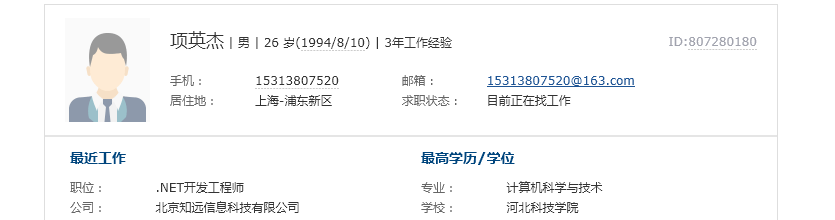 项英杰 | 男 | 26 岁(1994/8/10) | 3年工作经验 ID:807280180
手机： 15313807520 邮箱： 15313807520@163.com
居住地： 上海-浦东新区 求职状态： 目前正在找工作
最近工作 最高学历/学位
职位： .NET开发工程师 专业： 计算机科学与技术
公司： 北京知远信息科技有限公司 学校： 河北科技学院